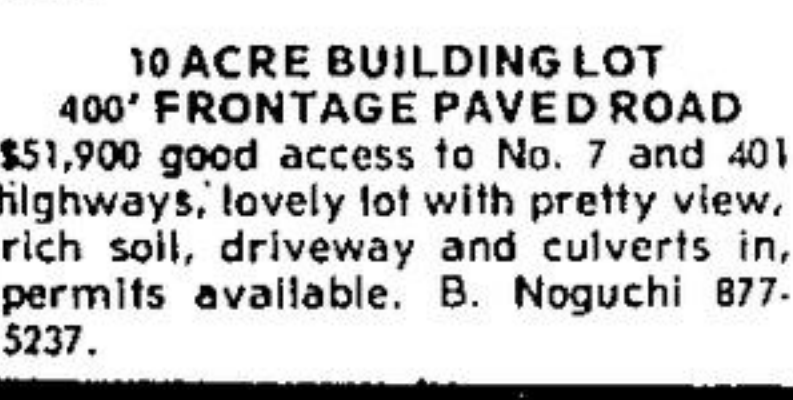 10 ACRE BUILDING LOT
400' FRONTAGE PAVED ROAD
$51,900 good access to No. 7 and 401
highways, lovely lot with pretty view,
rich soil, driveway and culverts in,
permits available. B. Noguchi 877-
5237.